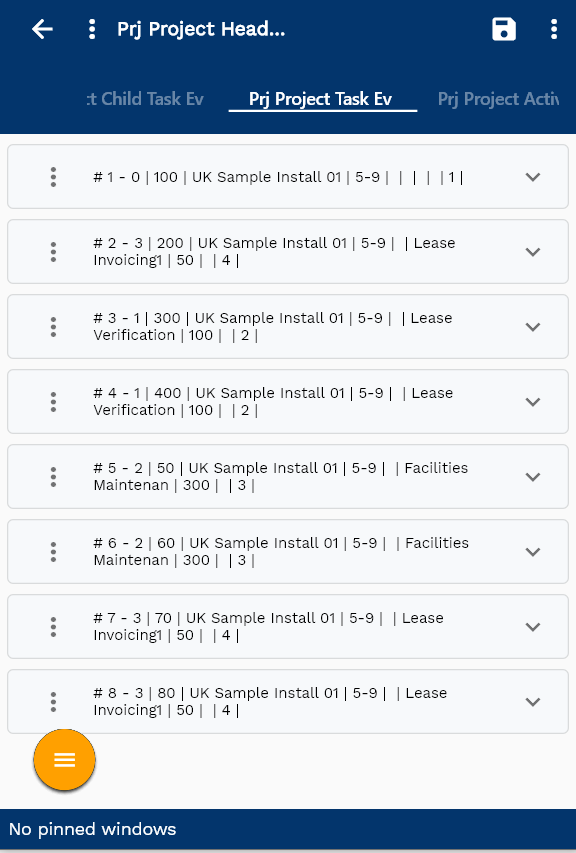 Prj Project Head...
:t Child Task Ev
Prj Project Task Ev
Prj Project Activ
# 1 - 0 | 100 | UK Sample Install 01 | 5-9 | | | | | 1 |
# 2 - 3 | 200 | UK Sample Install 01 | 5-9 | | Lease
Invoicing1 | 50 | | 4 |
# 3 - 1 | 300 | UK Sample Install 01 | 5-9 | | Lease
Verification | 100 | | 2 |
# 4 - 1 | 400 | UK Sample Install 01 | 5-9 | | Lease
Verification | 100 | | 2 |
# 5 - 2 | 50 | UK Sample Install 01 | 5-9 | | Facilities
Maintenan | 300 | | 3 |
# 6 - 2 | 60 | UK Sample Install 01 | 5-9 | | Facilities
Maintenan | 300 | | 3 |
# 7 - 3 | 70 | UK Sample Install 01 | 5-9 | | Lease
Invoicing1 | 50 | | 4 |
# 8 - 3 | 80 | UK Sample Install 01 | 5-9 | | Lease
Invoicing1 | 50 | | 4 |
No pinned windows